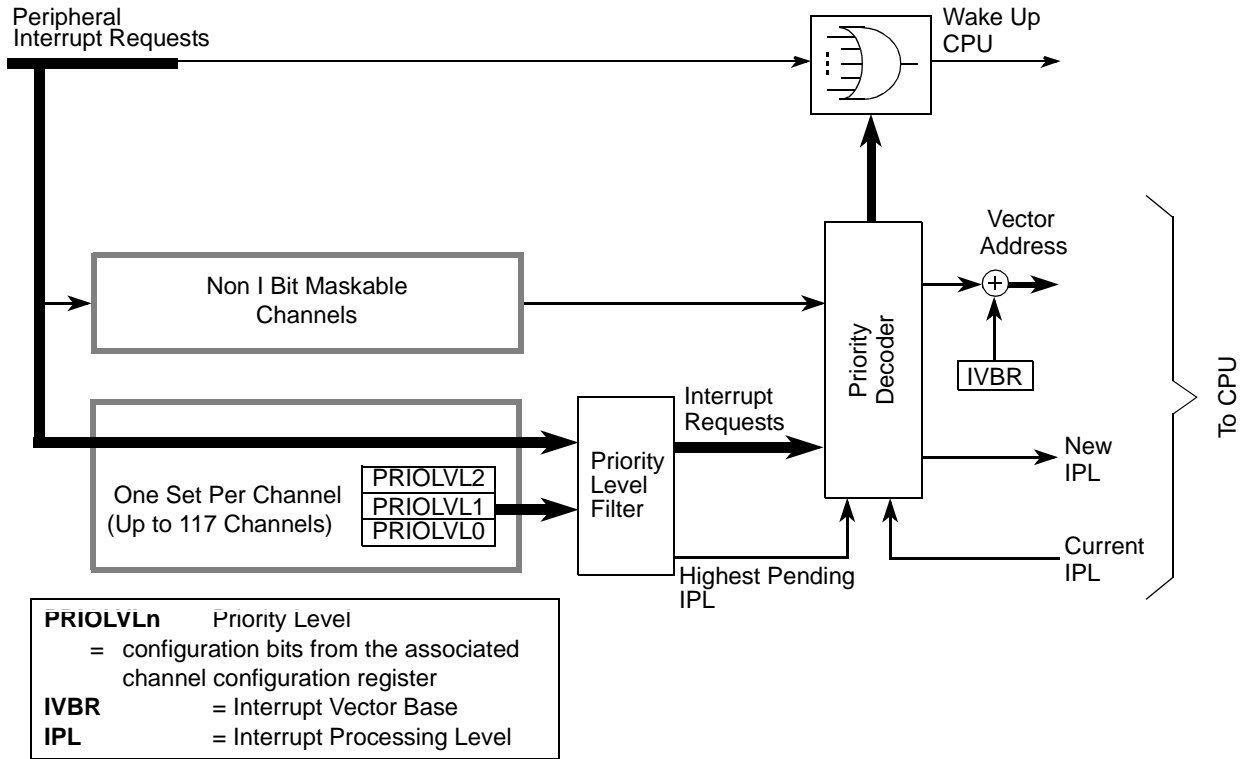 Peripheral
Interrupt Requests
Wake Up
CPU
Vector
Address
Non I Bit Maskable
Channels
Priority
Decoder
IVBR
To CPU
Interrupt
Requests
New
IPL
Priority
Level
Filter
One Set Per Channel
(Up to 117 Channels)
PRIOLVL2
PRIOLVL1
PRIOLVL0
Highest Pending
IPL
Current
IPL
PRIOLVLn Priority Level
= configuration bits from the associated
channel configuration register
IVBR = Interrupt Vector Base
IPL = Interrupt Processing Level